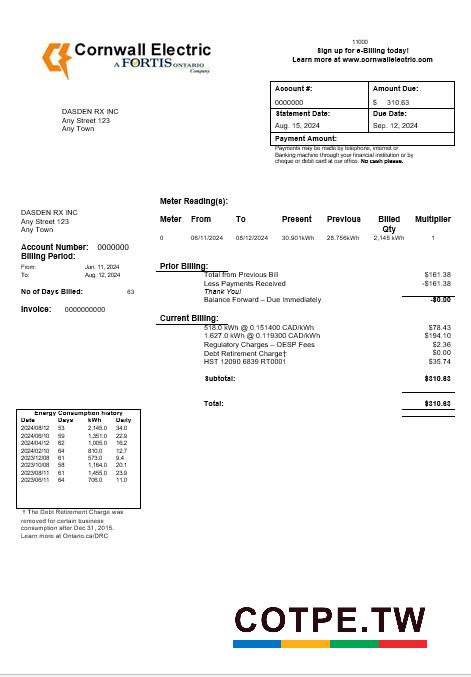 Cornwall Electric
A FORTIS ONTARIO
Company
11000
Sign up for e-Billing today!
Learn more at www.cornwallelectric.com
Account #: Amount Due:
0000000 $ 310.63
Statement Date: Due Date:
Aug. 15, 2024 Sep. 12, 2024
Payment Amount:
Payments may be made by telephone, internet or
Banking machine through your financial institution or by
cheque or debit card at our office. No cash please.
DASDEN RX INC
Any Street 123
Any Town
DASDEN RX INC
Any Street 123
Any Town
Account Number: 0000000
Billing Period:
From: Jun. 11, 2024
To: Aug. 12, 2024
No of Days Billed: 63
Invoice: 0000000000
Meter Reading(s):
Meter From To Present Previous Billed Qty Multiplier
0 06/11/2024 08/12/2024 30.901kWh 28.756kWh 2,145 kWh 1
Prior Billing:
Total from Previous Bill $161.38
Less Payments Received -$161.38
Thank You!
Balance Forward – Due Immediately -$0.00
Current Billing:
518.0 kWh @ 0.151400 CAD/kWh $78.43
1.627.0 kWh @ 0.119300 CAD/kWh $194.10
Regulatory Charges – OESP Fees $2.36
Debt Retirement Charge† $0.00
HST 12090 6839 RT0001 $35.74
Subtotal: $310.63
Total: $310.63
Energy Consumption history
Date Days kWh Daily
2024/08/12 53 2,145.0 34.0
2024/06/10 59 1,351.0 22.9
2024/04/12 62 1,005.0 16.2
2024/02/10 64 810.0 12.7
2023/12/08 61 573.0 9.4
2023/10/08 58 1,164.0 20.1
2023/08/11 61 1,455.0 23.9
2023/06/11 64 706.0 11.0
† The Debt Retirement Charge was
removed for certain business
consumption after Dec 31, 2015.
Learn more at Ontario.ca/DRC
COTPE.TW